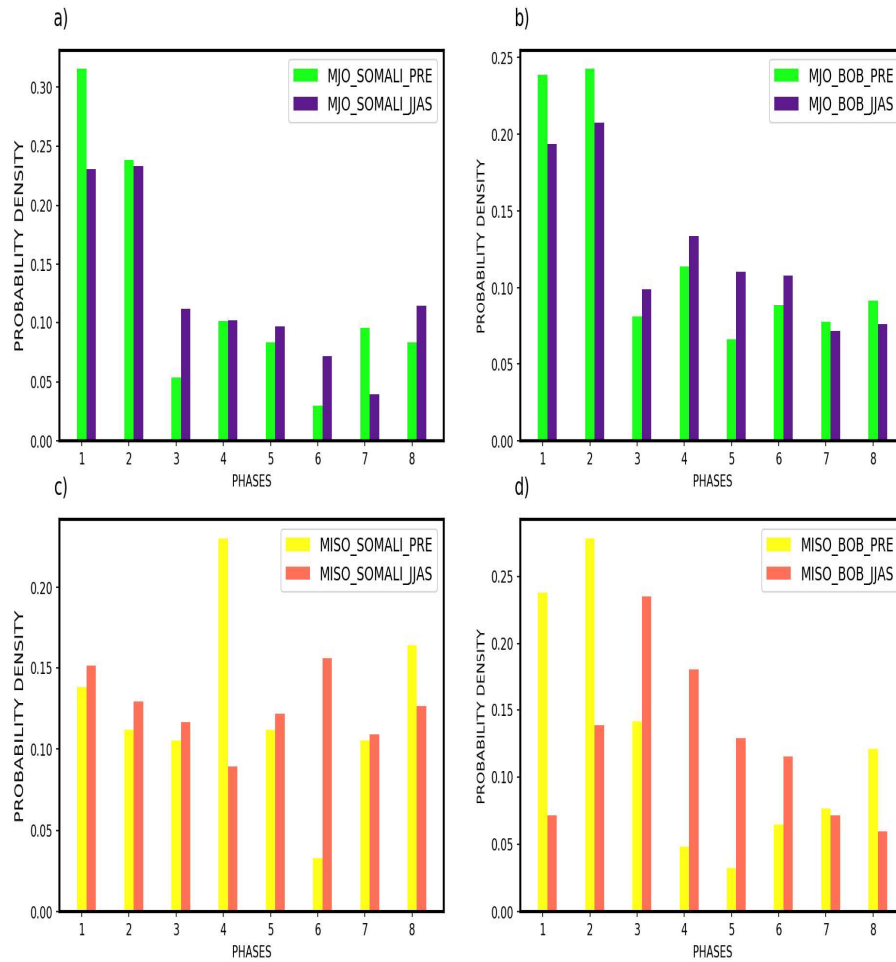 a)
PROBABILITY DENSITY
0.30
0.25
0.20
0.15
0.10
0.05
0.00
MJO_SOMALI_PRE
MJO_SOMALI_JJAS
1 2 3 4 5 6 7 8
PHASES
b)
PROBABILITY DENSITY
0.25
0.20
0.15
0.10
0.05
0.00
MJO_BOB_PRE
MJO_BOB_JJAS
1 2 3 4 5 6 7 8
PHASES
c)
PROBABILITY DENSITY
0.20
0.15
0.10
0.05
0.00
MISO_SOMALI_PRE
MISO_SOMALI_JJAS
1 2 3 4 5 6 7 8
PHASES
d)
PROBABILITY DENSITY
0.25
0.20
0.15
0.10
0.05
0.00
MISO_BOB_PRE
MISO_BOB_JJAS
1 2 3 4 5 6 7 8
PHASES